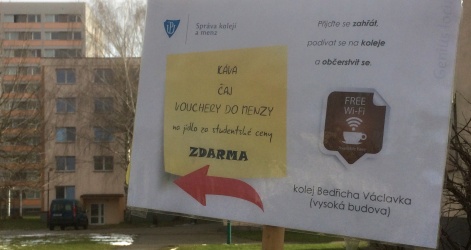 Správa kolejí
a menz
Přijďte se zahřát,
podívat se na koleje
a občerstvit se.
KÁVA
ČAJ
VOUCHERY DO MENZY
na jídlo za studentské ceny
ZDARMA
FREE
Wi-Fi
kolej Bedřicha Václavka
(vysoká budova)